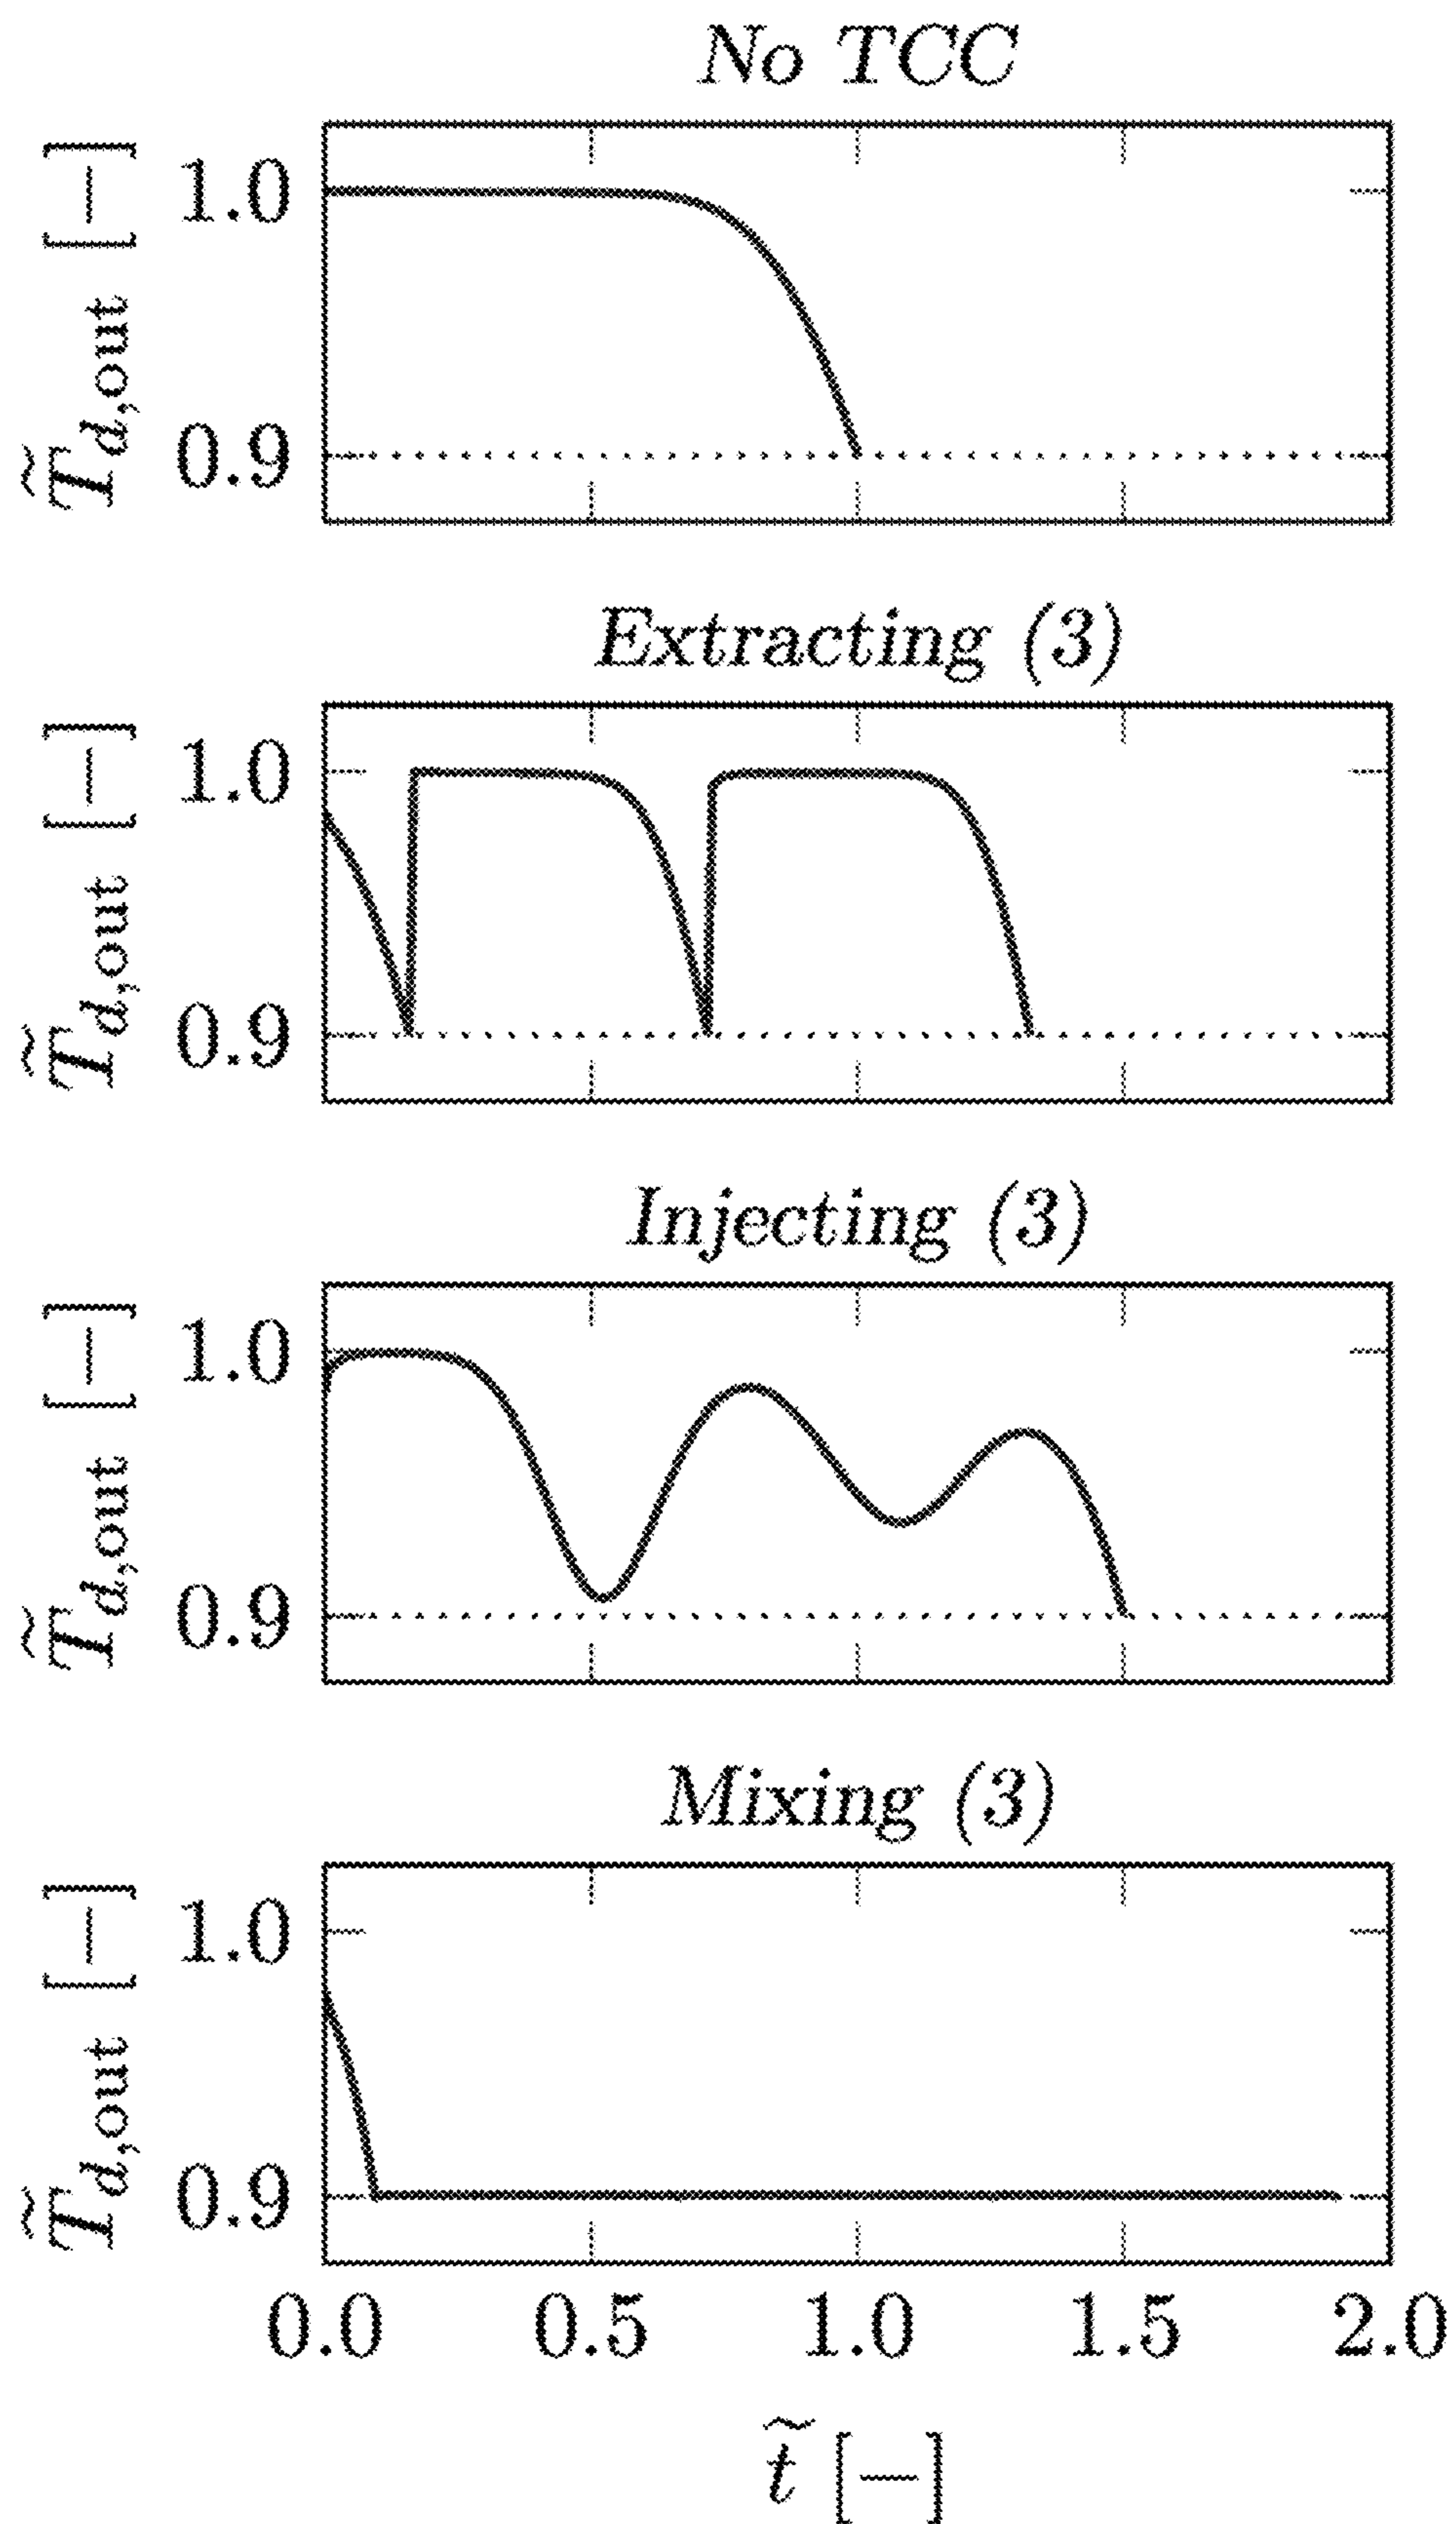 No TCC
T̃d,out [−]
1.0
0.9
Extracting (3)
T̃d,out [−]
1.0
0.9
Injecting (3)
T̃d,out [−]
1.0
0.9
Mixing (3)
T̃d,out [−]
1.0
0.9
0.0 0.5 1.0 1.5 2.0
t̃ [−]